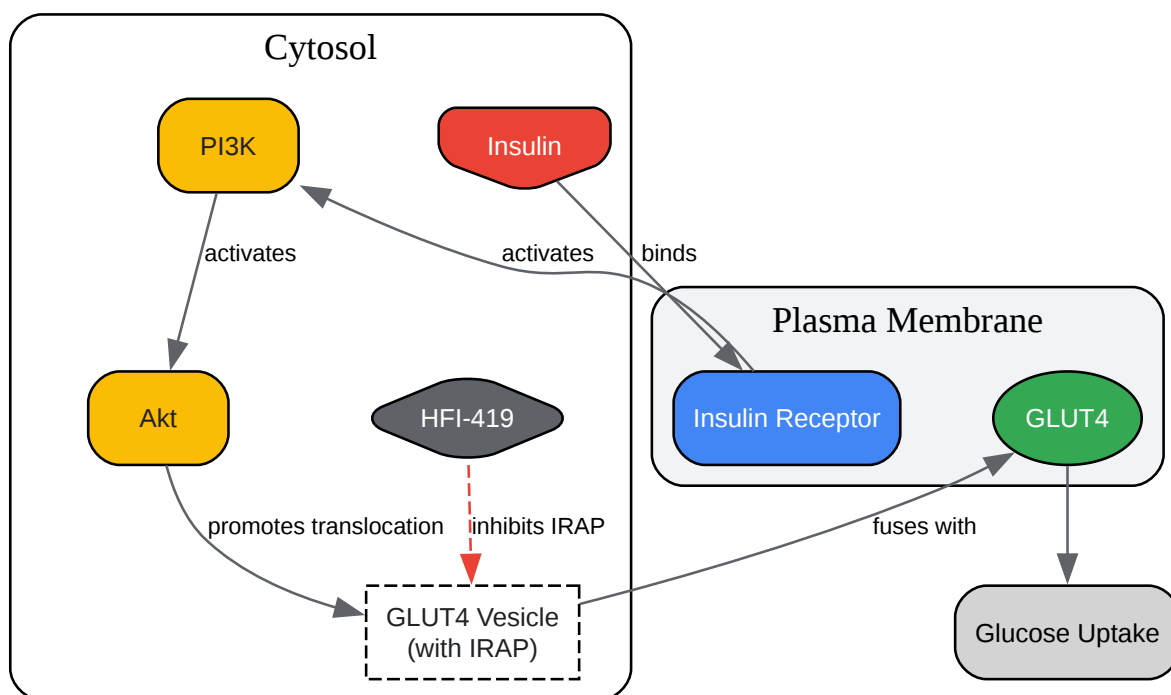 Cytosol
PI3K
Insulin
activates
activates
binds
Plasma Membrane
Akt
HFI-419
Insulin Receptor
GLUT4
promotes translocation
inhibits IRAP
fuses with
GLUT4 Vesicle
(with IRAP)
Glucose Uptake